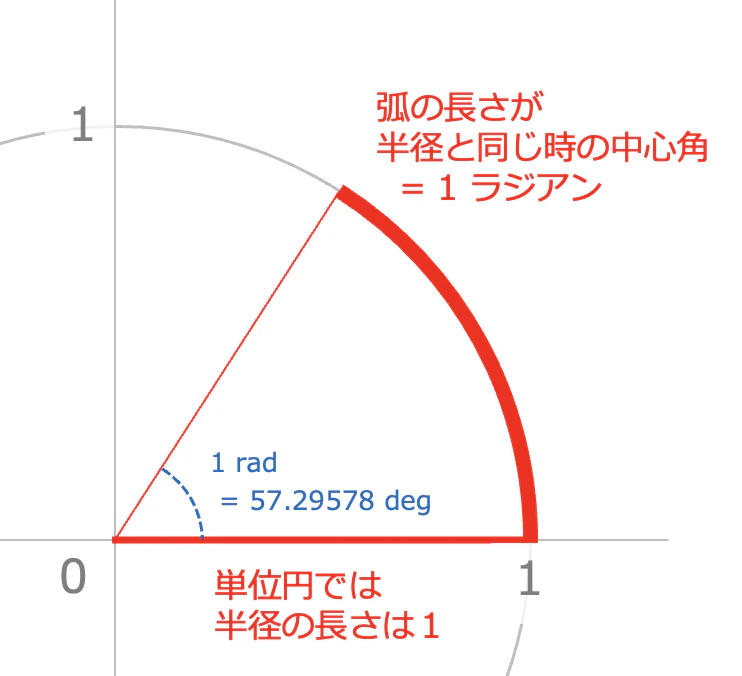 1
弧の長さが
半径と同じ時の中心角
= 1 ラジアン
1 rad
= 57.29578 deg
0
1
単位円では
半径の長さは１